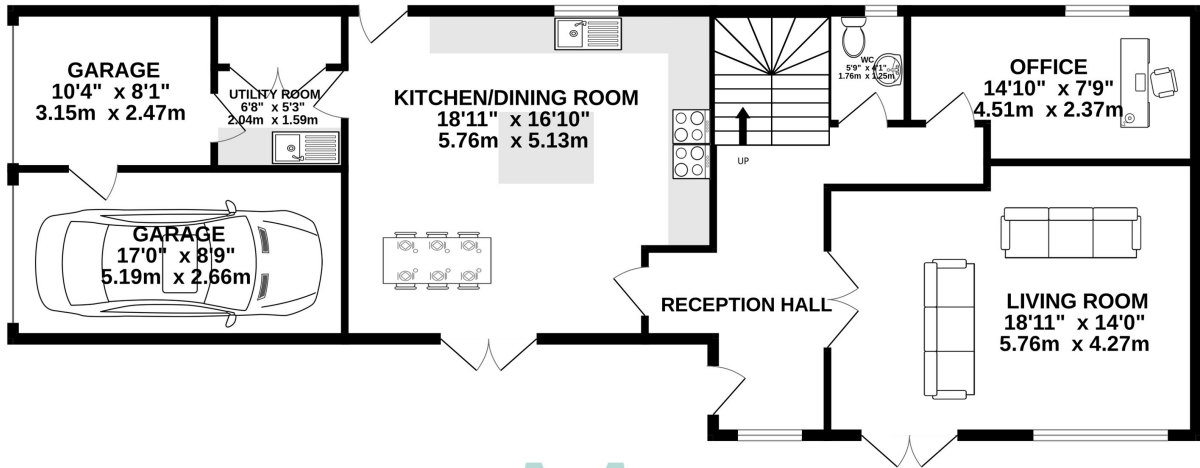 GARAGE
10'4" x 8'1"
3.15m x 2.47m
UTILITY ROOM
6'8" x 5'3"
2.04m x 1.59m
KITCHEN/DINING ROOM
18'11" x 16'10"
5.76m x 5.13m
UP
WC
5'9" x 4'1"
1.76m x 1.25m
OFFICE
14'10" x 7'9"
4.51m x 2.37m
GARAGE
17'0" x 8'9"
5.19m x 2.66m
RECEPTION HALL
LIVING ROOM
18'11" x 14'0"
5.76m x 4.27m